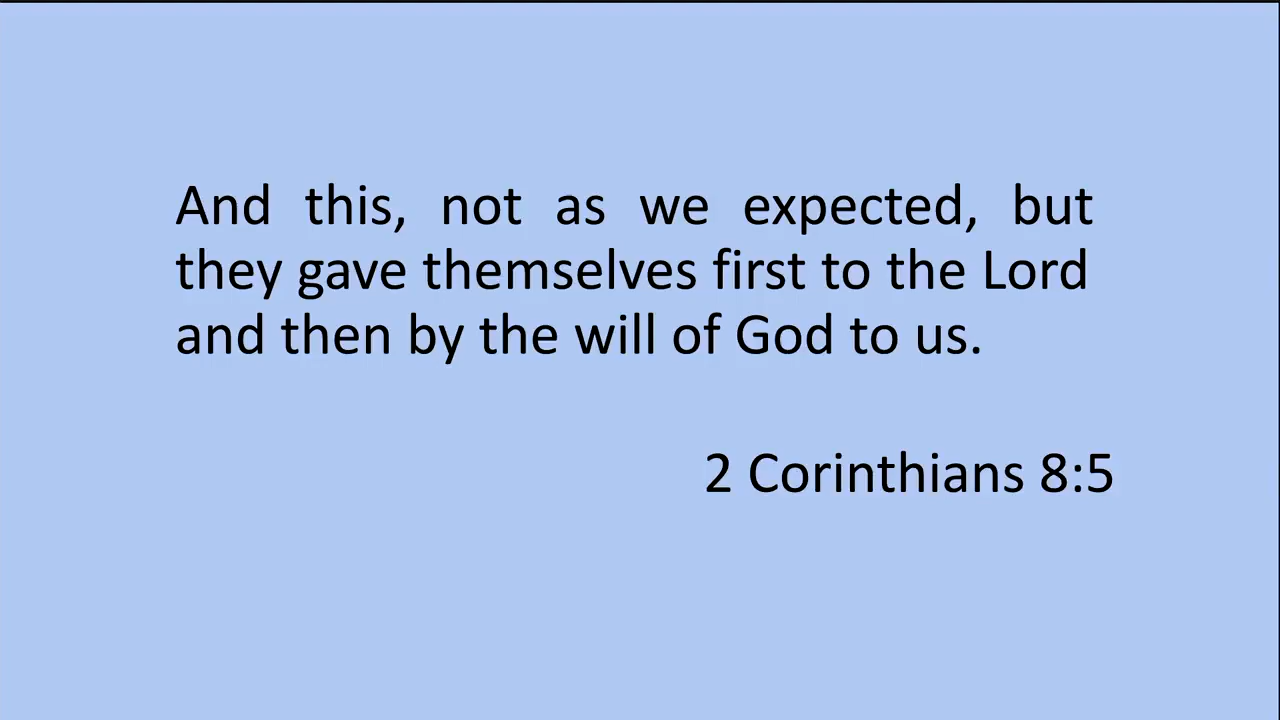 And this, not as we expected, but
they gave themselves first to the Lord
and then by the will of God to us.
2 Corinthians 8:5